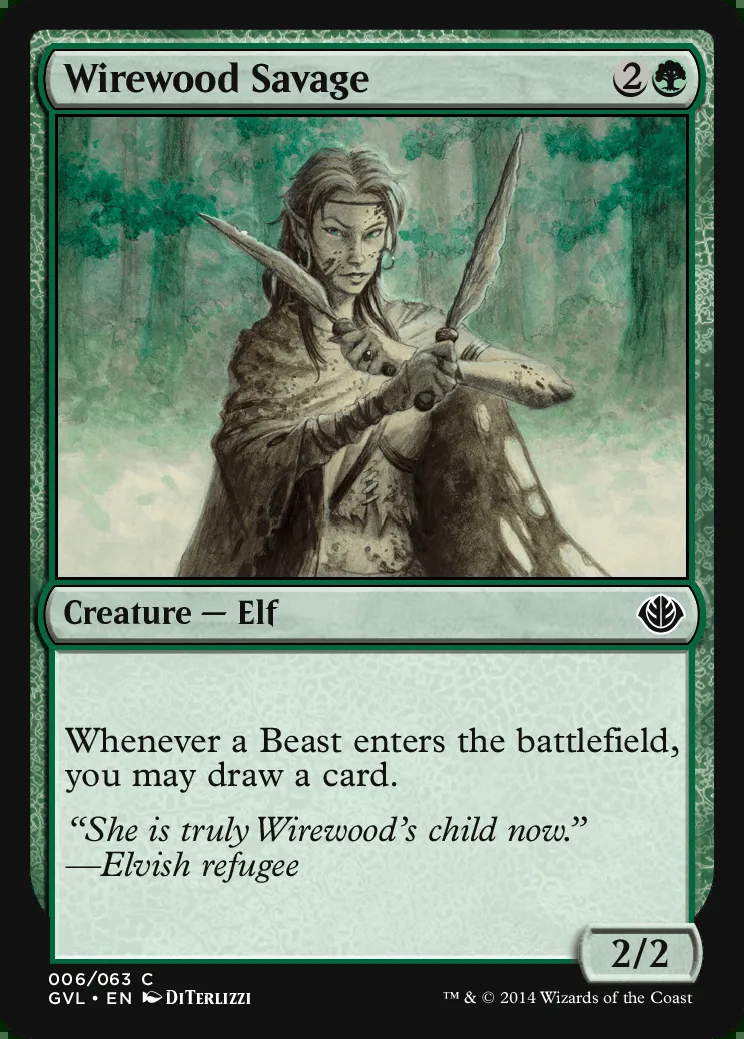 Wirewood Savage 2
Creature — Elf
Whenever a Beast enters the battlefield,
you may draw a card.
“She is truly Wirewood’s child now.”
—Elvish refugee
2/2
006/063 C
GVL • EN DiTerlizzi
™ & © 2014 Wizards of the Coast